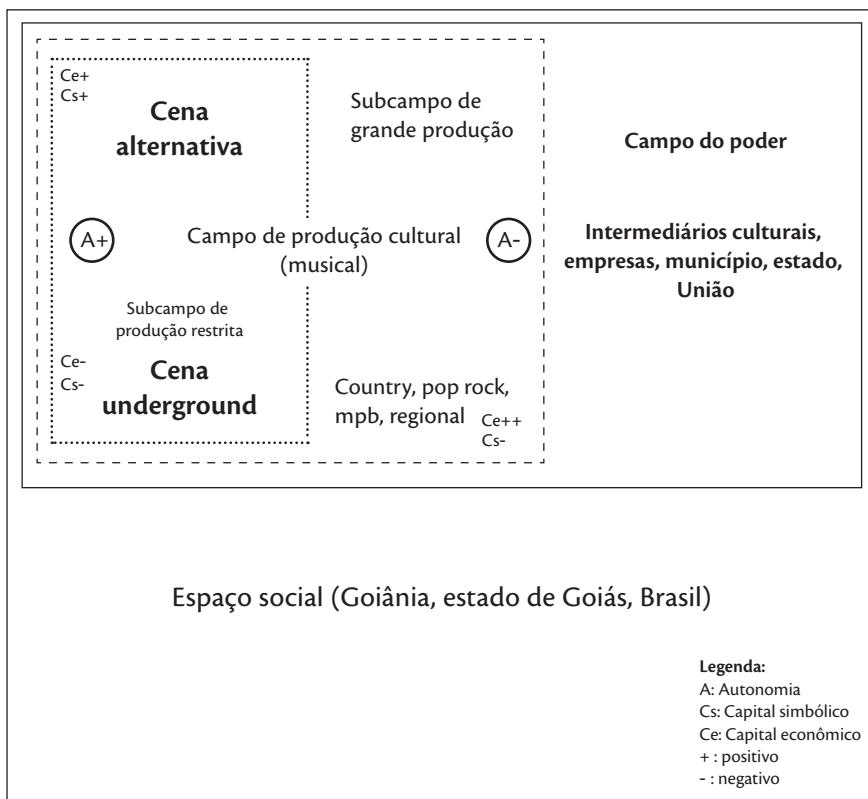 Ce+
Cs+
Cena
alternativa
Subcampo de
grande produção
Campo do poder
A+
Campo de produção cultural
(musical)
A-
Intermediários culturais,
empresas, município, estado,
União
Subcampo de
produção restrita
Ce-
Cs-
Cena
underground
Country, pop rock,
mpb, regional
Ce++
Cs-
Espaço social (Goiânia, estado de Goiás, Brasil)
Legenda:
A: Autonomia
Cs: Capital simbólico
Ce: Capital econômico
+ : positivo
- : negativo